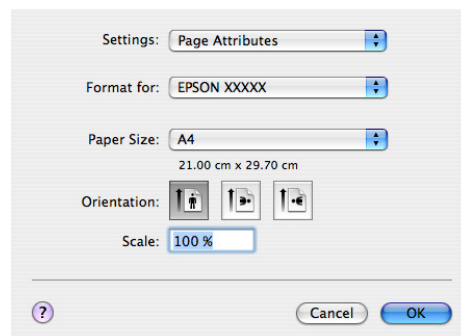 Settings: Page Attributes
Format for: EPSON XXXXX
Paper Size: A4
21.00 cm x 29.70 cm
Orientation:
Scale: 100 %
? Cancel OK